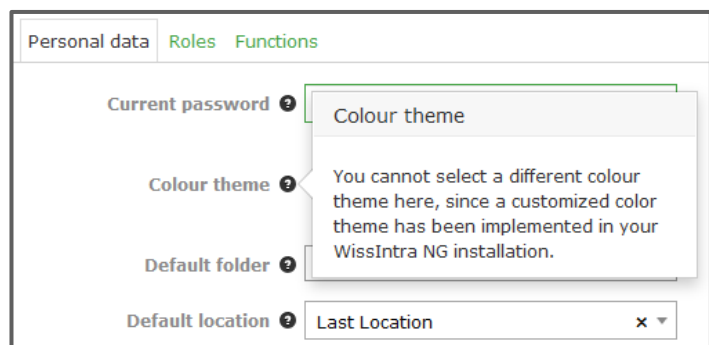 Personal data Roles Functions
Current password ?
Colour theme
Colour theme ?
You cannot select a different colour
theme here, since a customized color
theme has been implemented in your
WissIntra NG installation.
Default folder ?
Default location ? Last Location ×